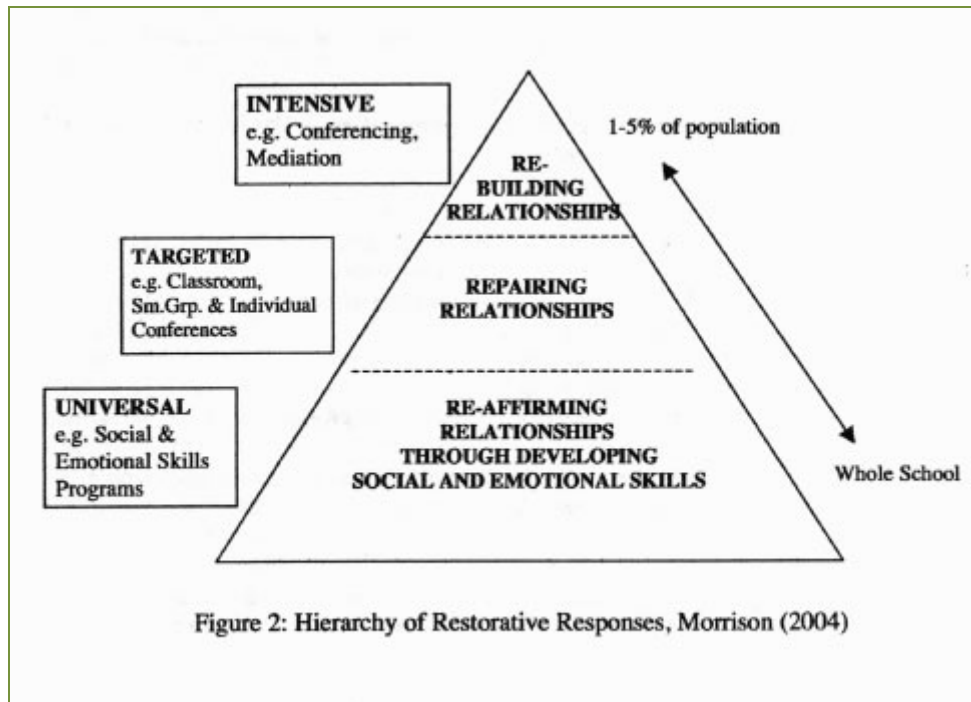 INTENSIVE
e.g. Conferencing,
Mediation
1-5% of population
RE-
BUILDING
RELATIONSHIPS
TARGETED
e.g. Classroom,
Sm.Grp. & Individual
Conferences
REPAIRING
RELATIONSHIPS
UNIVERSAL
e.g. Social &
Emotional Skills
Programs
RE-AFFIRMING
RELATIONSHIPS
THROUGH DEVELOPING
SOCIAL AND EMOTIONAL SKILLS
Whole School
Figure 2: Hierarchy of Restorative Responses, Morrison (2004)